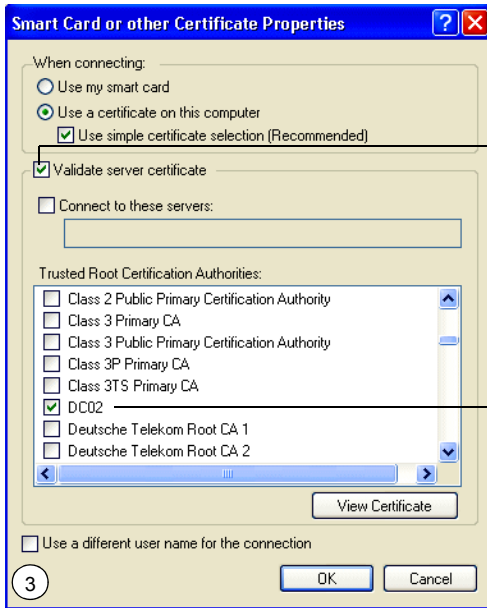 Smart Card or other Certificate Properties
When connecting:
Use my smart card
Use a certificate on this computer
Use simple certificate selection (Recommended)
Validate server certificate
Connect to these servers:
Trusted Root Certification Authorities:
Class 2 Public Primary Certification Authority
Class 3 Primary CA
Class 3 Public Primary Certification Authority
Class 3P Primary CA
Class 3TS Primary CA
DC02
Deutsche Telekom Root CA 1
Deutsche Telekom Root CA 2
View Certificate
Use a different user name for the connection
3
OK Cancel